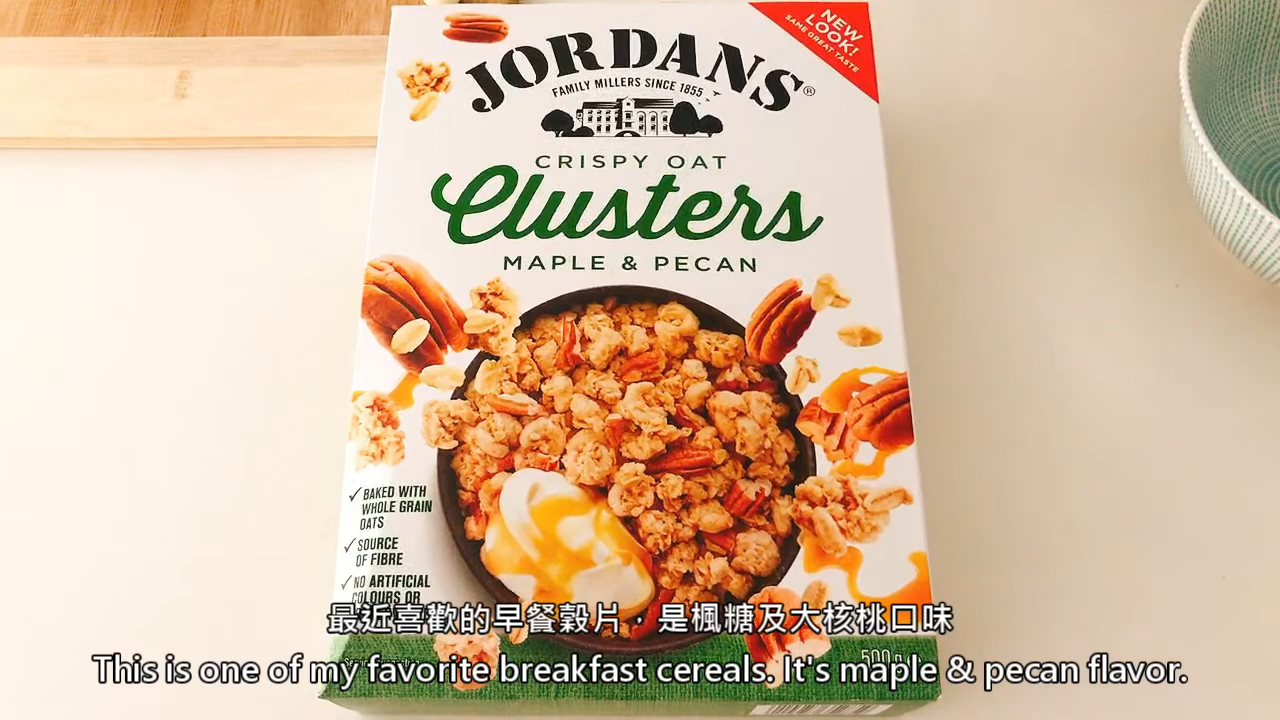 NEW
LOOK!
SAME GREAT TASTE
JORDANS®
FAMILY MILLERS SINCE 1855
CRISPY OAT
Clusters
MAPLE & PECAN
✓ BAKED WITH
WHOLE GRAIN
OATS
✓ SOURCE
OF FIBRE
✓ NO ARTIFICIAL
COLOURS OR
最近喜歡的早餐穀片，是楓糖及大核桃口味
500g
This is one of my favorite breakfast cereals. It's maple & pecan flavor.